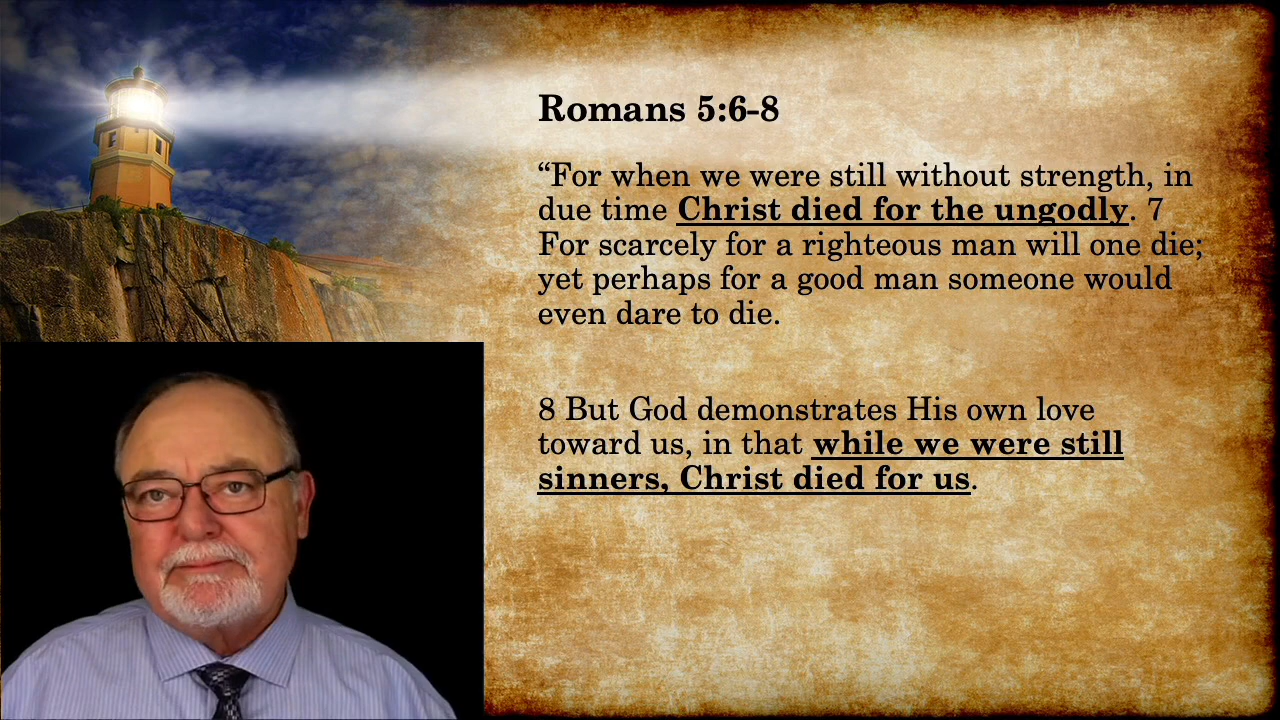 Romans 5:6-8
“For when we were still without strength, in
due time Christ died for the ungodly. 7
For scarcely for a righteous man will one die;
yet perhaps for a good man someone would
even dare to die.
8 But God demonstrates His own love
toward us, in that while we were still
sinners, Christ died for us.